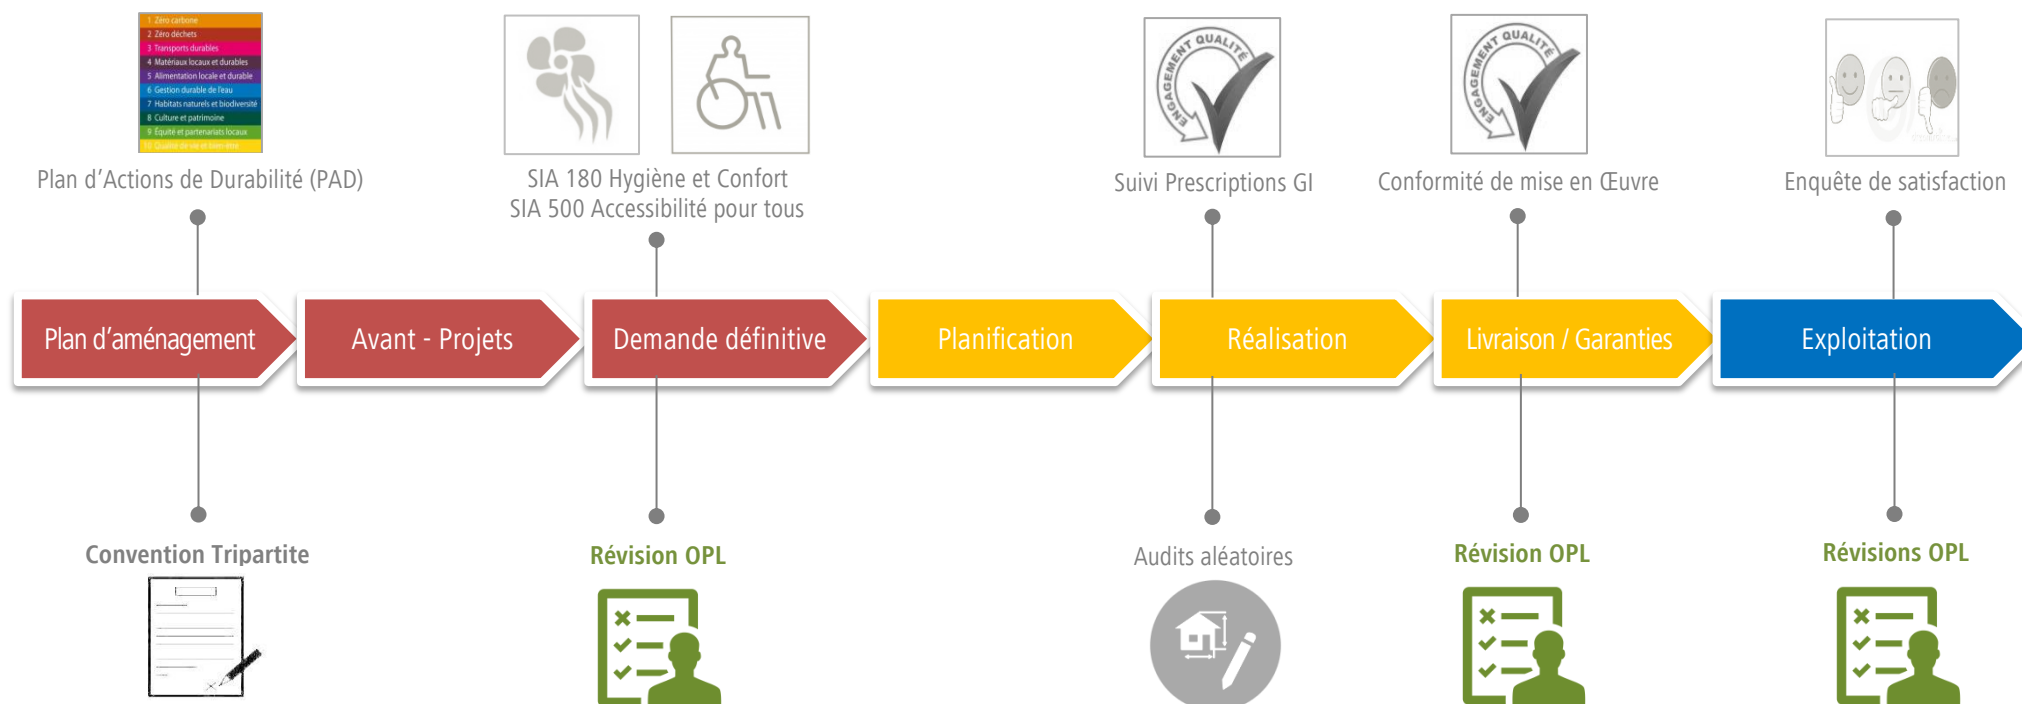 1 Zéro carbone
2 Zéro déchets
3 Transports durables
4 Matériaux locaux et durables
5 Alimentation locale et durable
6 Gestion durable de l'eau
7 Habitats naturels et biodiversité
8 Culture et patrimoine
9 Équité et partenariats locaux
10 Qualité de vie et bien-être
ENGAGEMENT QUALITÉ
ENGAGEMENT QUALITÉ
Plan d'Actions de Durabilité (PAD)
SIA 180 Hygiène et Confort
SIA 500 Accessibilité pour tous
Suivi Prescriptions GI
Conformité de mise en Œuvre
Enquête de satisfaction
Plan d'aménagement
Avant - Projets
Demande définitive
Planification
Réalisation
Livraison / Garanties
Exploitation
Convention Tripartite
Révision OPL
Audits aléatoires
Révision OPL
Révisions OPL